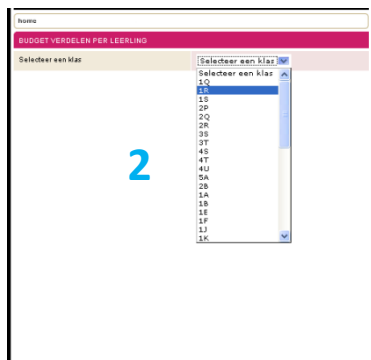 home
BUDGET VERDELEN PER LEERLING
Selecteer een klas
Selecteer een klas
Selecteer een klas
1Q
1R
1S
2P
2Q
2R
3S
3T
4S
4T
4U
5A
2B
1A
1B
1E
1F
1J
1K
2